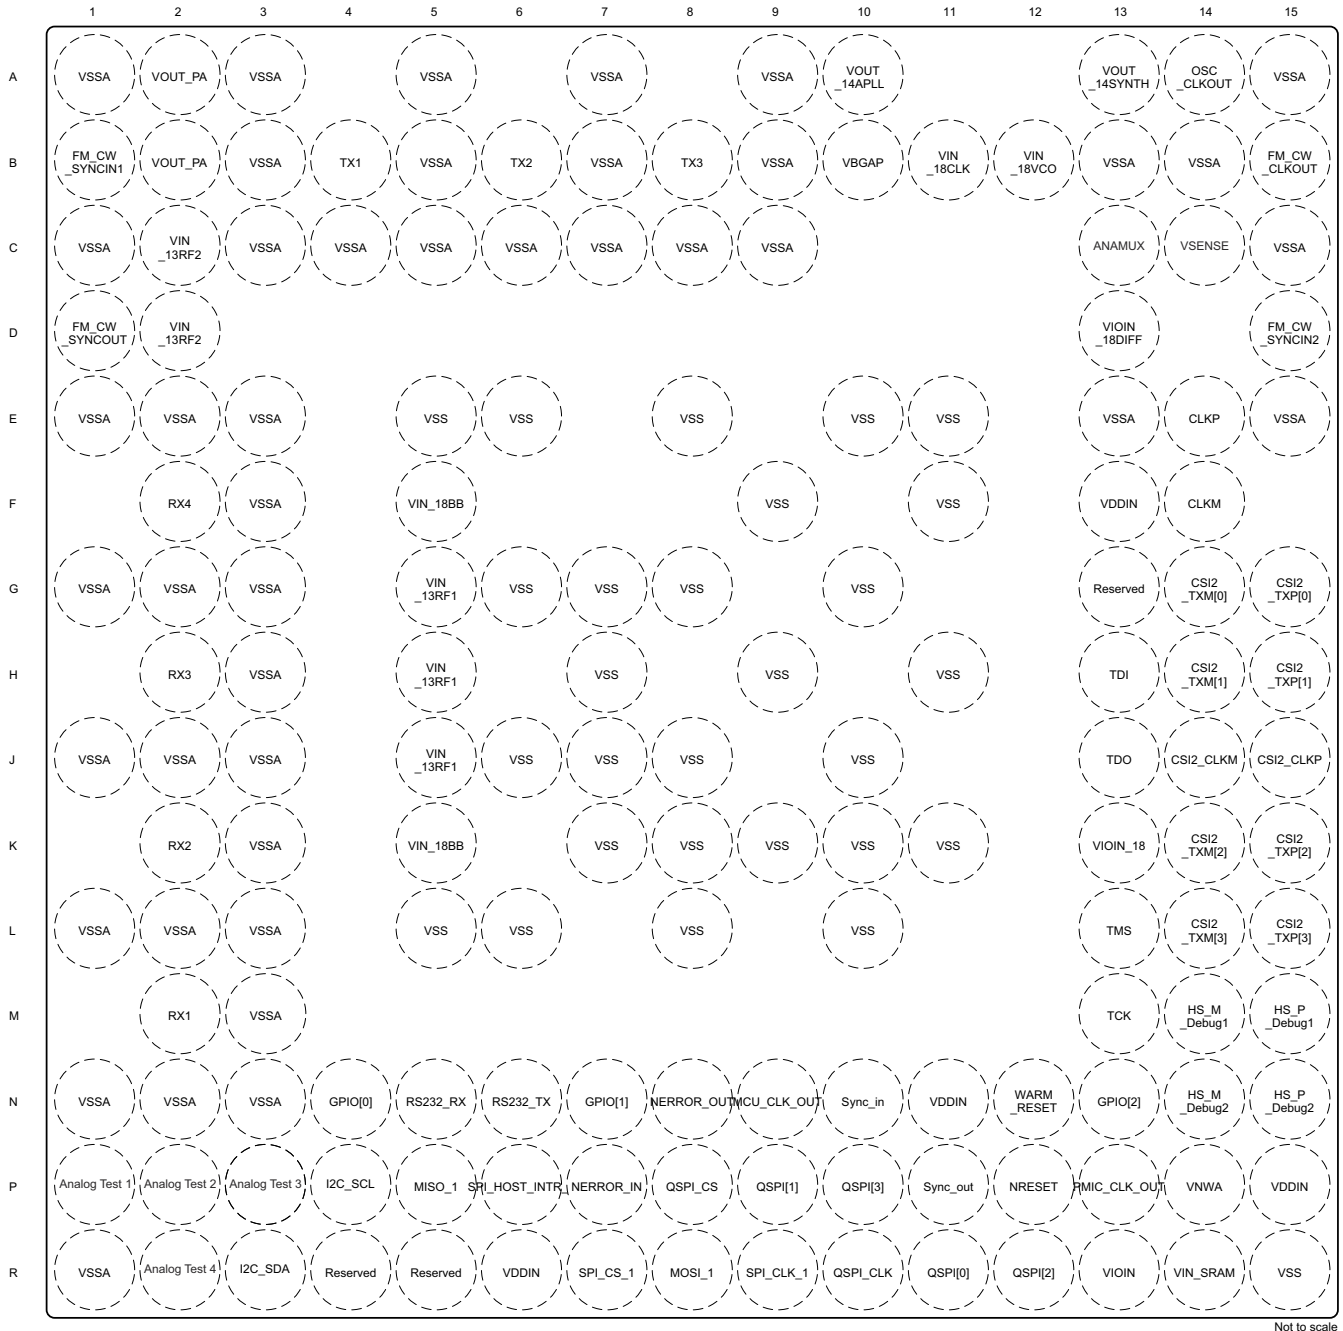 1 2 3 4 5 6 7 8 9 10 11 12 13 14 15
A VSSA VOUT_PA VSSA VSSA VSSA VSSA VOUT _14APLL VOUT _14SYNTH OSC _CLKOUT VSSA
B FM_CW _SYNCIN1 VOUT_PA VSSA TX1 VSSA TX2 VSSA TX3 VSSA VBGAP VIN _18CLK VIN _18VCO VSSA VSSA FM_CW _CLKOUT
C VSSA VIN _13RF2 VSSA VSSA VSSA VSSA VSSA VSSA VSSA ANAMUX VSENSE VSSA
D FM_CW _SYNCOUT VIN _13RF2 VIOIN _18DIFF FM_CW _SYNCIN2
E VSSA VSSA VSSA VSS VSS VSS VSS VSS VSSA CLKP VSSA
F RX4 VSSA VIN_18BB VSS VSS VDDIN CLKM
G VSSA VSSA VSSA VIN _13RF1 VSS VSS VSS VSS Reserved CSI2 _TXM[0] CSI2 _TXP[0]
H RX3 VSSA VIN _13RF1 VSS VSS VSS TDI CSI2 _TXM[1] CSI2 _TXP[1]
J VSSA VSSA VSSA VIN _13RF1 VSS VSS VSS VSS TDO CSI2_CLKM CSI2_CLKP
K RX2 VSSA VIN_18BB VSS VSS VSS VSS VSS VIOIN_18 CSI2 _TXM[2] CSI2 _TXP[2]
L VSSA VSSA VSSA VSS VSS VSS VSS TMS CSI2 _TXM[3] CSI2 _TXP[3]
M RX1 VSSA TCK HS_M _Debug1 HS_P _Debug1
N VSSA VSSA VSSA GPIO[0] RS232_RX RS232_TX GPIO[1] NERROR_OUT MCU_CLK_OUT Sync_in VDDIN WARM _RESET GPIO[2] HS_M _Debug2 HS_P _Debug2
P Analog Test 1 Analog Test 2 Analog Test 3 I2C_SCL MISO_1 SPI_HOST_INTR_ NERROR_IN QSPI_CS QSPI[1] QSPI[3] Sync_out NRESET PMIC_CLK_OUT VNWA VDDIN
R VSSA Analog Test 4 I2C_SDA Reserved Reserved VDDIN SPI_CS_1 MOSI_1 SPI_CLK_1 QSPI_CLK QSPI[0] QSPI[2] VIOIN VIN_SRAM VSS
Not to scale